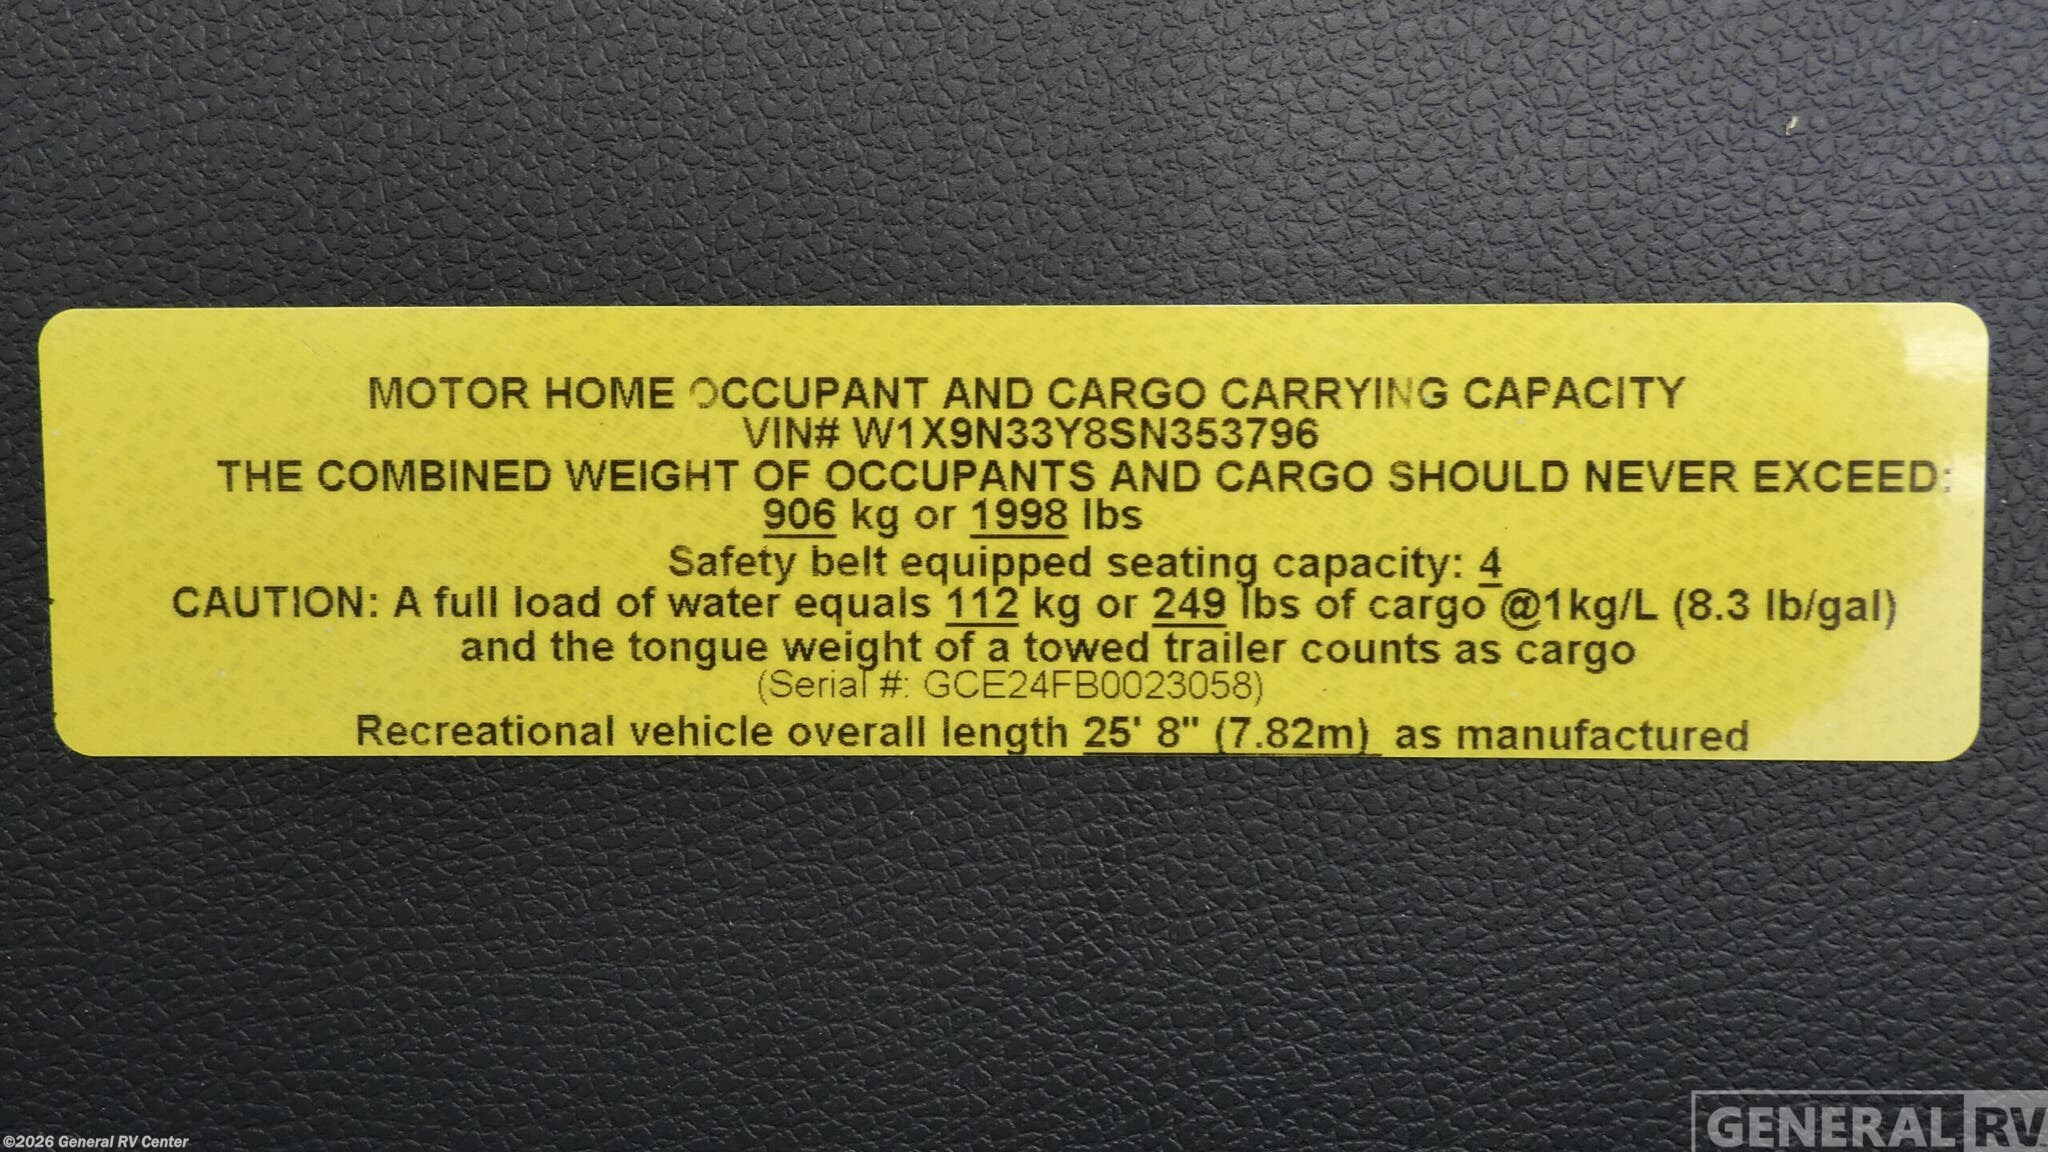 MOTOR HOME OCCUPANT AND CARGO CARRYING CAPACITY
VIN# W1X9N33Y8SN353796
THE COMBINED WEIGHT OF OCCUPANTS AND CARGO SHOULD NEVER EXCEED:
906 kg or 1998 lbs
Safety belt equipped seating capacity: 4
CAUTION: A full load of water equals 112 kg or 249 lbs of cargo @1kg/L (8.3 lb/gal)
and the tongue weight of a towed trailer counts as cargo
(Serial #: GCE24FB0023058)
Recreational vehicle overall length 25' 8" (7.82m) as manufactured
©2026 General RV Center
GENERAL RV